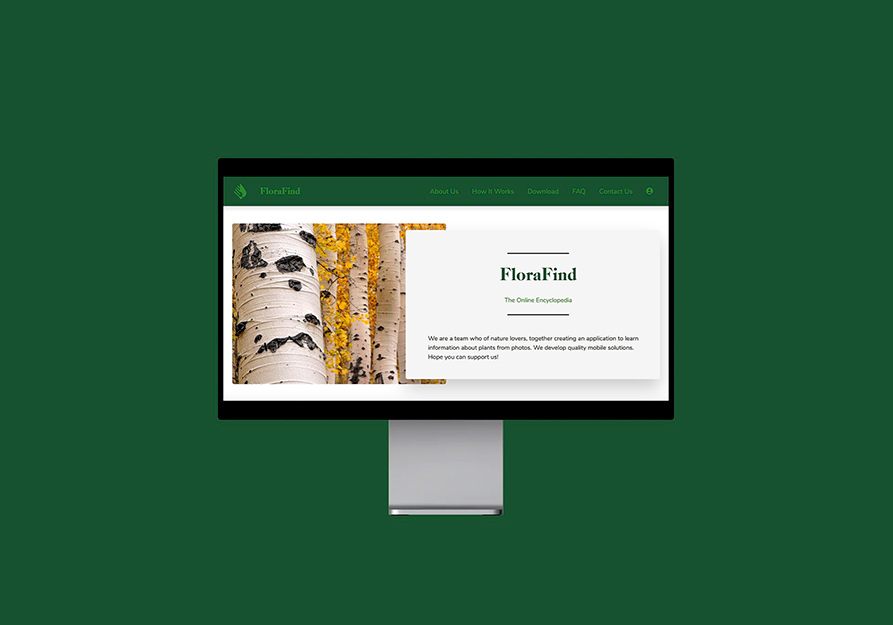 FloraFind
About Us
How It Works
Download
FAQ
Contact Us
FloraFind
The Online Encyclopedia
We are a team who of nature lovers, together creating an application to learn
information about plants from photos. We develop quality mobile solutions.
Hope you can support us!